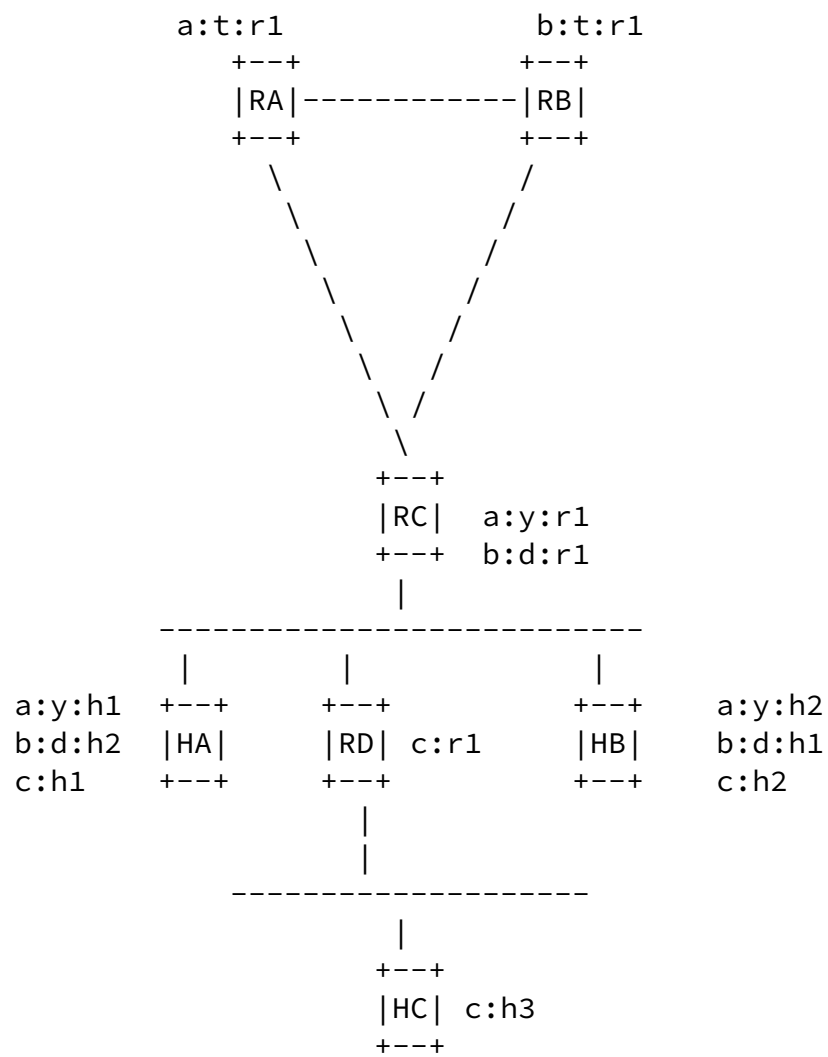 a:t:r1 b:t:r1
+--+ +--+
|RA|------------|RB|
+--+ +--+
\ /
\ /
\ /
\ /
\ /
\ /
\ /
\
+--+
|RC| a:y:r1
+--+ b:d:r1
|
---------------------------
| | |
a:y:h1 +--+ +--+ +--+ a:y:h2
b:d:h2 |HA| |RD| c:r1 |HB| b:d:h1
c:h1 +--+ +--+ +--+ c:h2
|
|
--------------------
|
+--+
|HC| c:h3
+--+